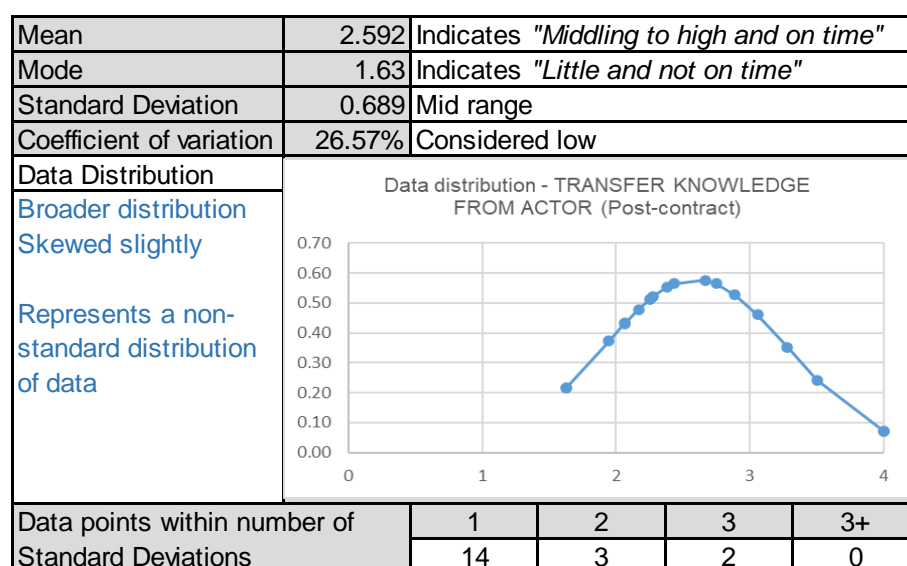 Mean 2.592 Indicates "Middling to high and on time"
Mode 1.63 Indicates "Little and not on time"
Standard Deviation 0.689 Mid range
Coefficient of variation 26.57% Considered low
Data Distribution
Broader distribution
Skewed slightly
Represents a non-
standard distribution
of data
Data distribution - TRANSFER KNOWLEDGE
FROM ACTOR (Post-contract)
0.70
0.60
0.50
0.40
0.30
0.20
0.10
0.00
0 1 2 3 4
Data points within number of 1 2 3 3+
Standard Deviations 14 3 2 0